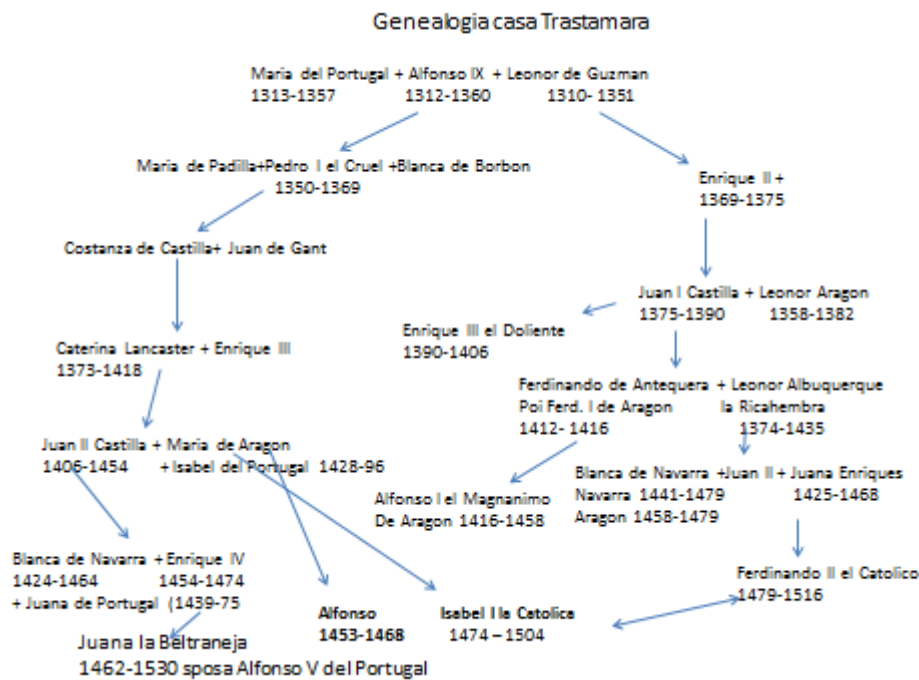 Genealogia casa Trastamara
Maria del Portugal + Alfonso IX + Leonor de Guzman
1313-1357 1312-1360 1310- 1351
Maria de Padilla+Pedro I el Cruel +Blanca de Borbon
1350-1369
Enrique II +
1369-1375
Costanza de Castilla+ Juan de Gant
Juan I Castilla + Leonor Aragon
1375-1390 1358-1382
Enrique III el Doliente
1390-1406
Caterina Lancaster + Enrique III
1373-1418
Ferdinando de Antequera + Leonor Albuquerque
Poi Ferd. I de Aragon la Ricahembra
1412- 1416 1374-1435
Juan II Castilla + Maria de Aragon
1406-1454 + Isabel del Portugal 1428-96
Blanca de Navarra +Juan II + Juana Enriques
Navarra 1441-1479 1425-1468
Aragon 1458-1479
Alfonso I el Magnanimo
De Aragon 1416-1458
Blanca de Navarra + Enrique IV
1424-1464 1454-1474
+ Juana de Portugal (1439-75
Ferdinando II el Catolico
1479-1516
Alfonso
1453-1468
Isabel I la Catolica
1474 – 1504
Juana la Beltraneja
1462-1530 sposa Alfonso V del Portugal